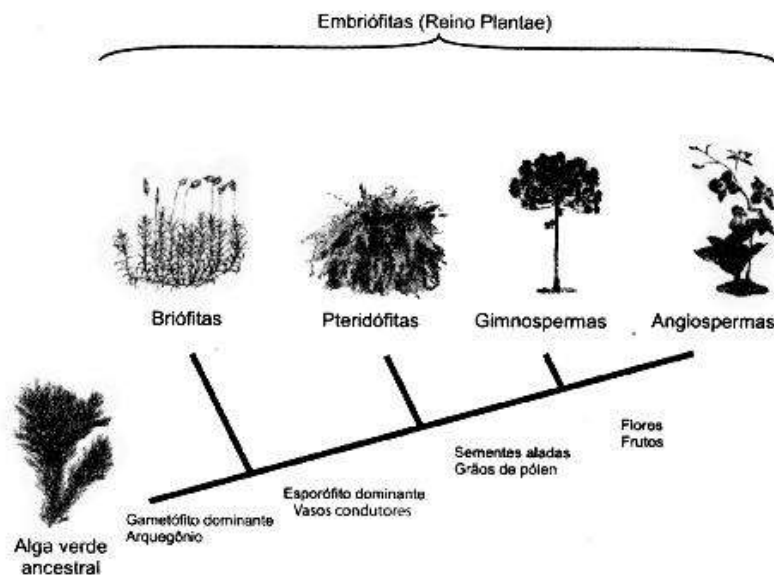 Embriófitas (Reino Plantae)
Briófitas
Pteridófitas
Gimnospermas
Angiospermas
Flores
Frutos
Sementes aladas
Grãos de pólen
Esporófito dominante
Vasos condutores
Gametófito dominante
Arquegônio
Alga verde
ancestral